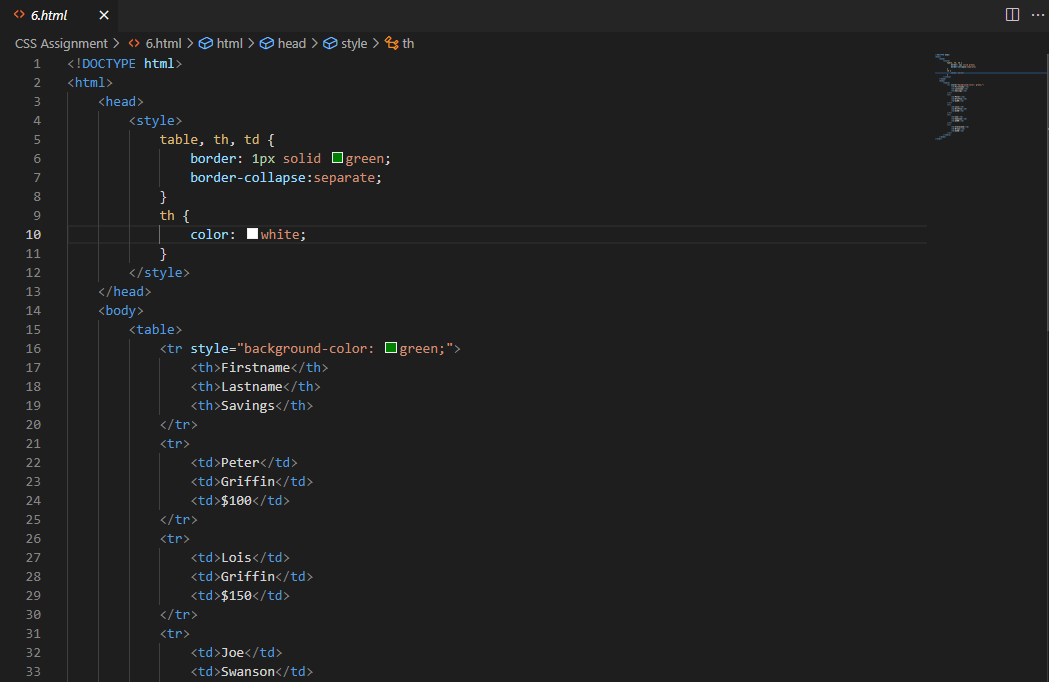 6.html
CSS Assignment > 6.html > html > head > style > th
1 <!DOCTYPE html>
2 <html>
3     <head>
4         <style>
5             table, th, td {
6                 border: 1px solid green;
7                 border-collapse:separate;
8             }
9             th {
10                 color: white;
11             }
12         </style>
13     </head>
14     <body>
15         <table>
16             <tr style="background-color: green;">
17                 <th>Firstname</th>
18                 <th>Lastname</th>
19                 <th>Savings</th>
20             </tr>
21             <tr>
22                 <td>Peter</td>
23                 <td>Griffin</td>
24                 <td>$100</td>
25             </tr>
26             <tr>
27                 <td>Lois</td>
28                 <td>Griffin</td>
29                 <td>$150</td>
30             </tr>
31             <tr>
32                 <td>Joe</td>
33                 <td>Swanson</td>